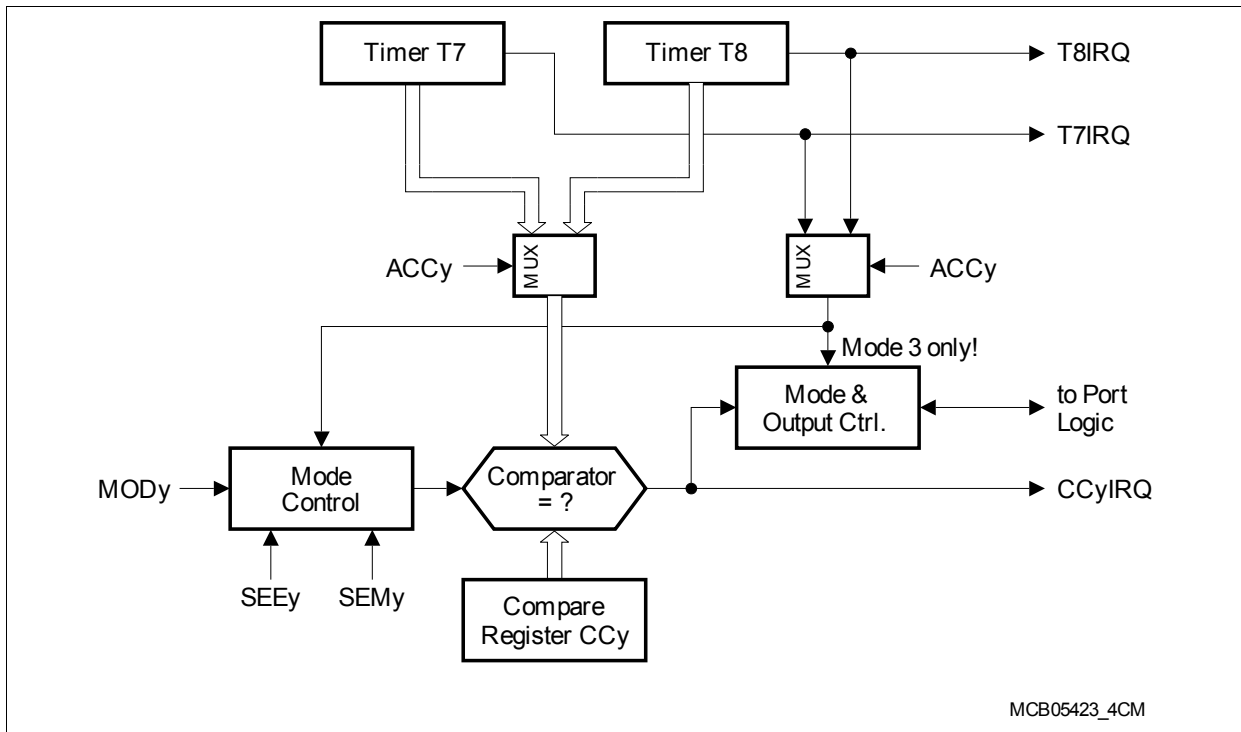 Timer T7
Timer T8
T8IRQ
T7IRQ
ACCy
MUX
MUX
ACCy
Mode 3 only!
Mode &
Output Ctrl.
to Port
Logic
MODy
Mode
Control
Comparator
= ?
CCyIRQ
SEEy
SEMy
Compare
Register CCy
MCB05423_4CM